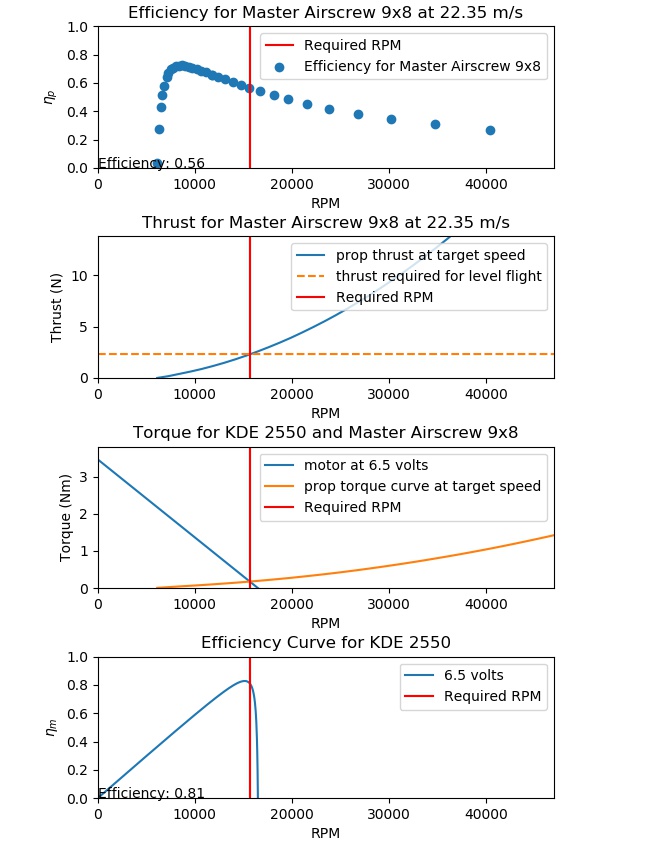 Efficiency for Master Airscrew 9x8 at 22.35 m/s
1.0
0.8
0.6
0.4
0.2
0.0
ηp
Required RPM
Efficiency for Master Airscrew 9x8
Efficiency: 0.56
0 10000 20000 30000 40000
RPM
Thrust for Master Airscrew 9x8 at 22.35 m/s
10
5
0
Thrust (N)
prop thrust at target speed
thrust required for level flight
Required RPM
0 10000 20000 30000 40000
RPM
Torque for KDE 2550 and Master Airscrew 9x8
3
2
1
0
Torque (Nm)
motor at 6.5 volts
prop torque curve at target speed
Required RPM
0 10000 20000 30000 40000
RPM
Efficiency Curve for KDE 2550
1.0
0.8
0.6
0.4
0.2
0.0
ηm
6.5 volts
Required RPM
Efficiency: 0.81
0 10000 20000 30000 40000
RPM